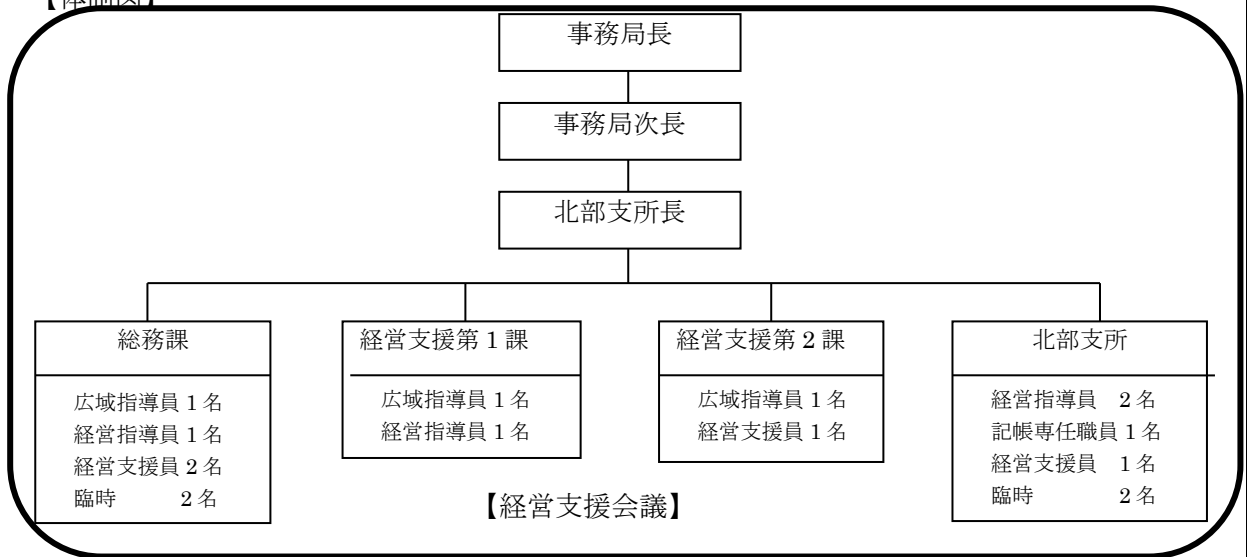 【体制図】
事務局長
事務局次長
北部支所長
総務課
広域指導員 1 名
経営指導員 1 名
経営支援員 2 名
臨時 2 名
経営支援第 1 課
広域指導員 1 名
経営指導員 1 名
経営支援第 2 課
広域指導員 1 名
経営支援員 1 名
北部支所
経営指導員 2 名
記帳専任職員 1 名
経営支援員 1 名
臨時 2 名
【経営支援会議】